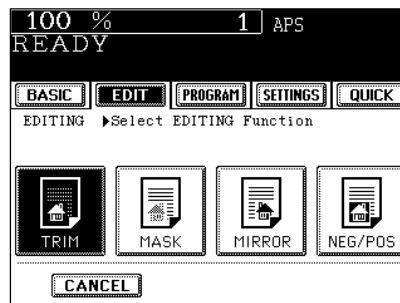 100 % 1 APS
READY
BASIC EDIT PROGRAM SETTINGS QUICK
EDITING ▶Select EDITING Function
TRIM MASK MIRROR NEG/POS
CANCEL